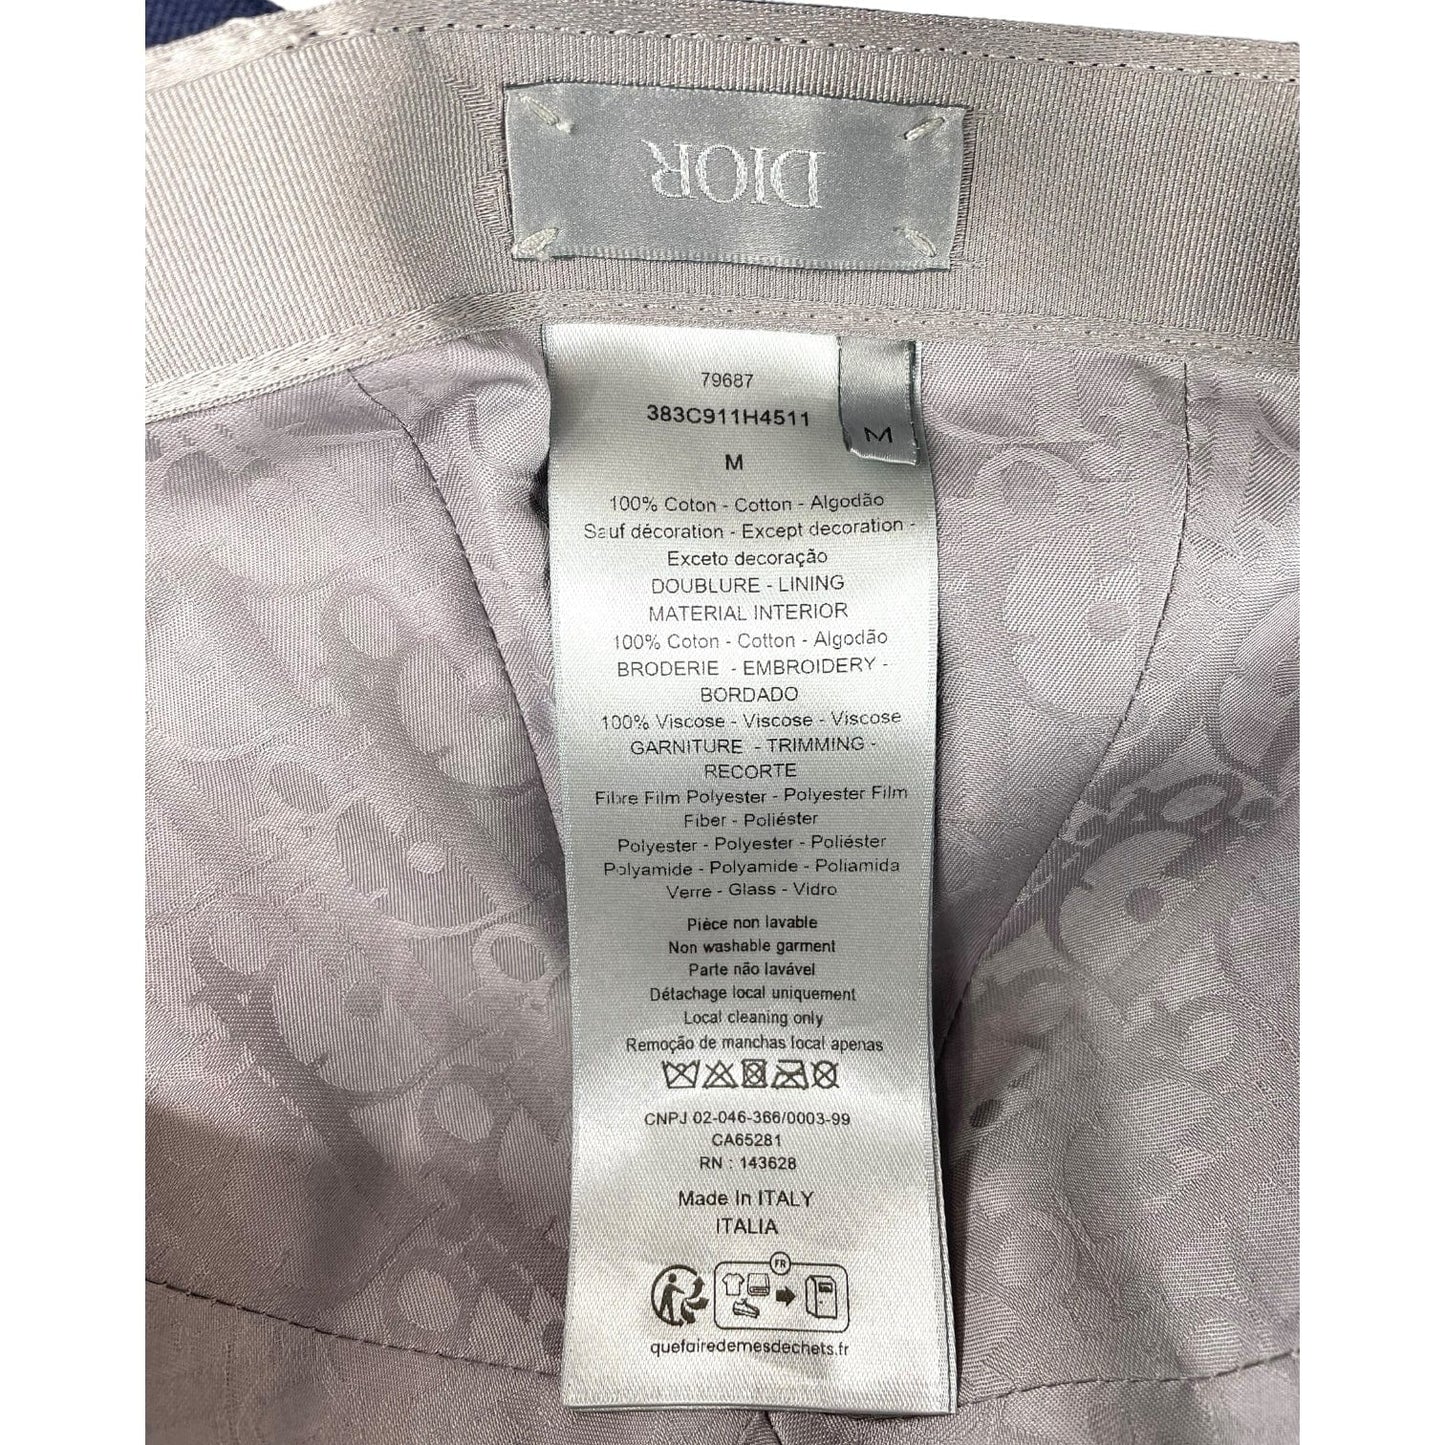 DIOR
79687
383C911H4511
M
M
100% Coton - Cotton - Algodão
Sauf décoration - Except decoration -
Exceto decoração
DOUBLURE - LINING
MATERIAL INTERIOR
100% Coton - Cotton - Algodão
BRODERIE - EMBROIDERY -
BORDADO
100% Viscose - Viscose - Viscose
GARNITURE - TRIMMING -
RECORTE
Fibre Film Polyester - Polyester Film
Fiber - Poliéster
Polyester - Polyester - Poliéster
Polyamide - Polyamide - Poliamida
Verre - Glass - Vidro
Pièce non lavable
Non washable garment
Parte não lavável
Détachage local uniquement
Local cleaning only
Remoção de manchas local apenas
CNPJ 02-046-366/0003-99
CA65281
RN : 143628
Made In ITALY
ITALIA
FR
quefairedemesdechets.fr